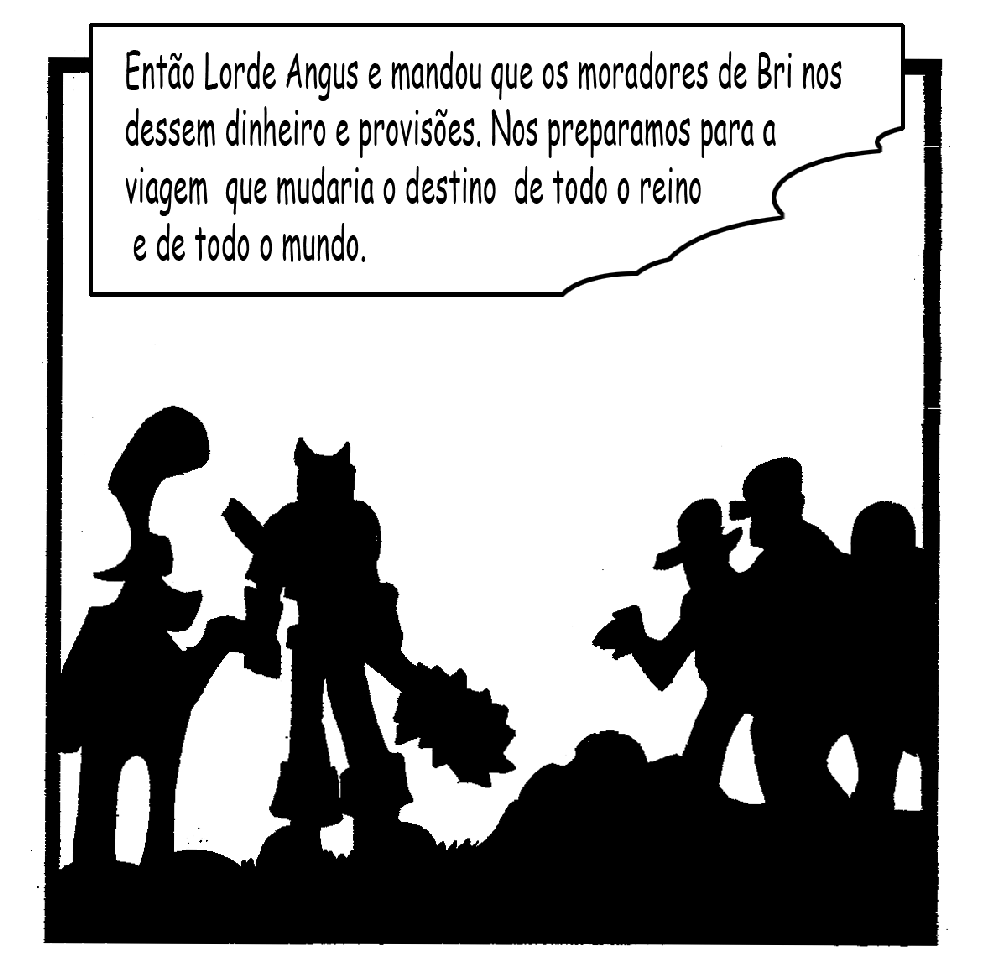 Então Lorde Angus e mandou que os moradores de Bri nos
dessem dinheiro e provisões. Nos preparamos para a
viagem que mudaria o destino de todo o reino
e de todo o mundo.